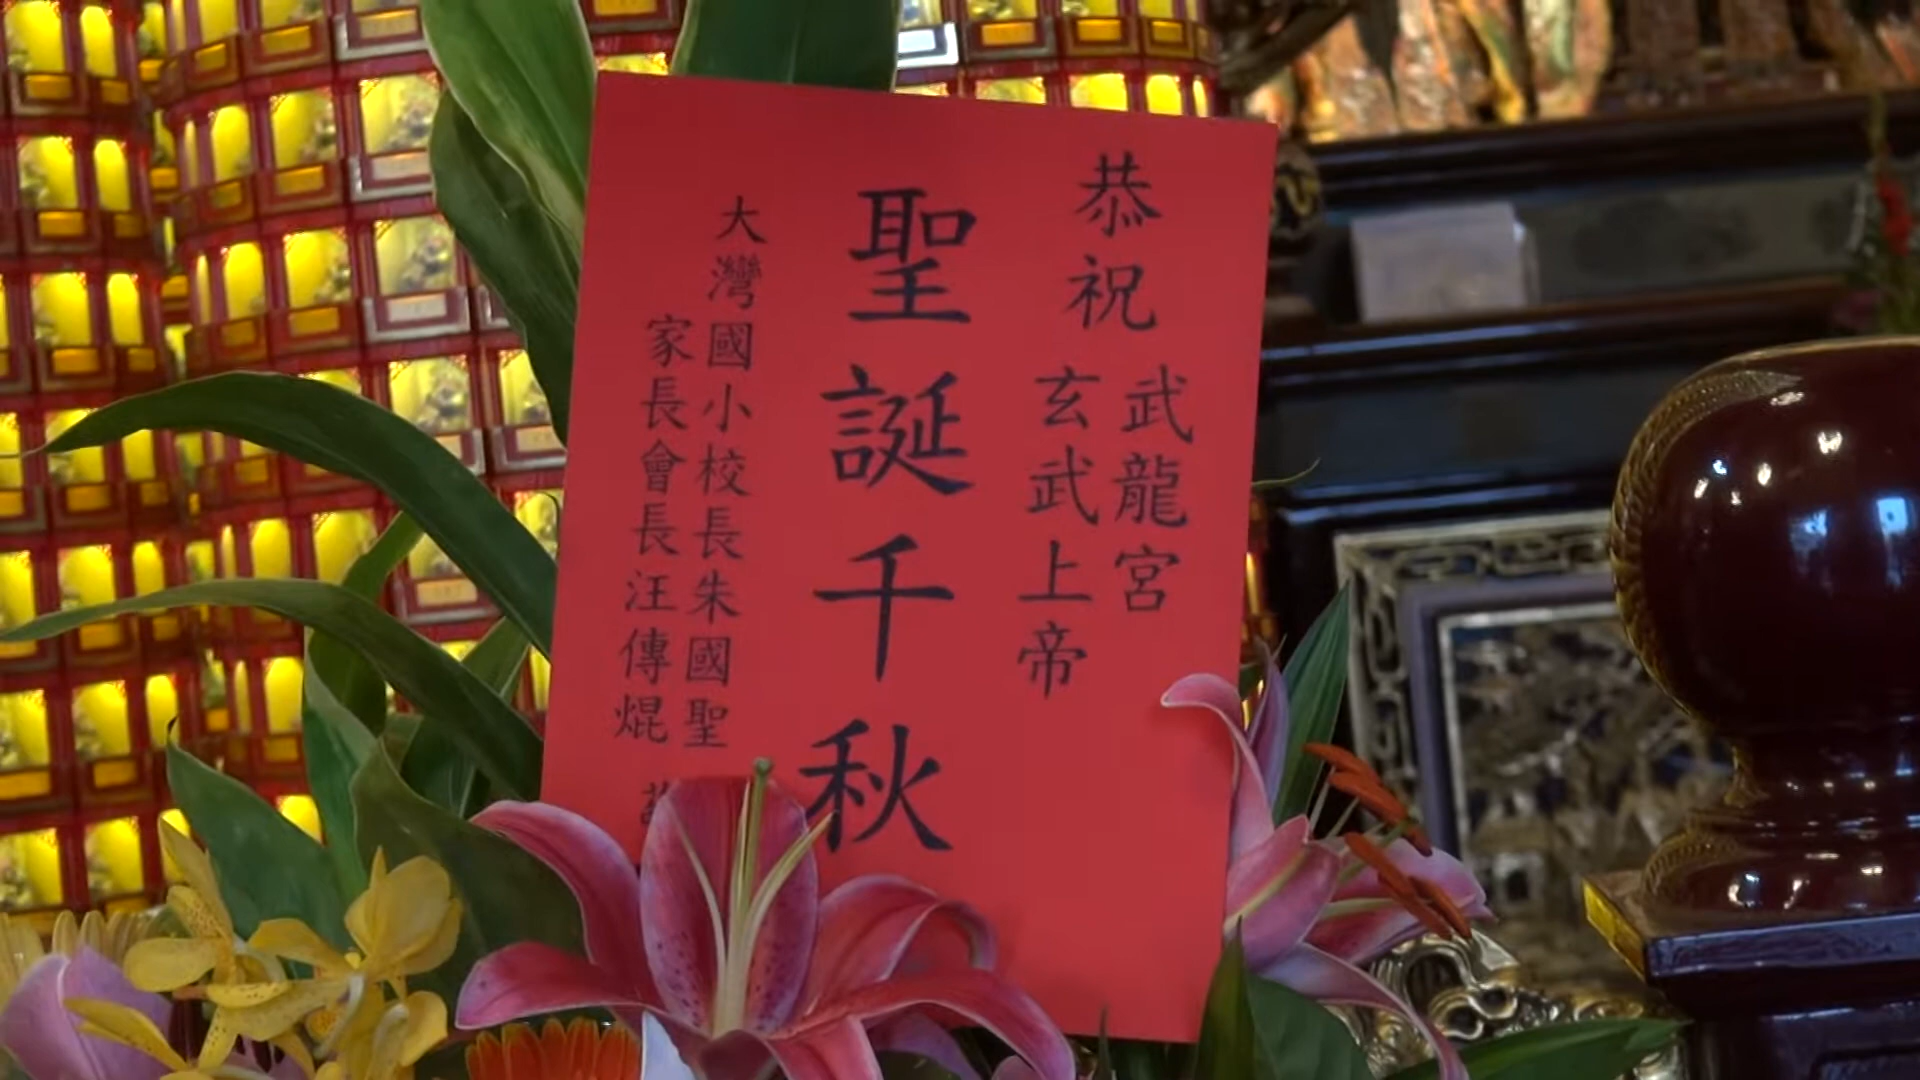 恭祝
武龍宮
玄武上帝
聖誕千秋
大灣國小校長朱國聖
家長會長汪傳焜